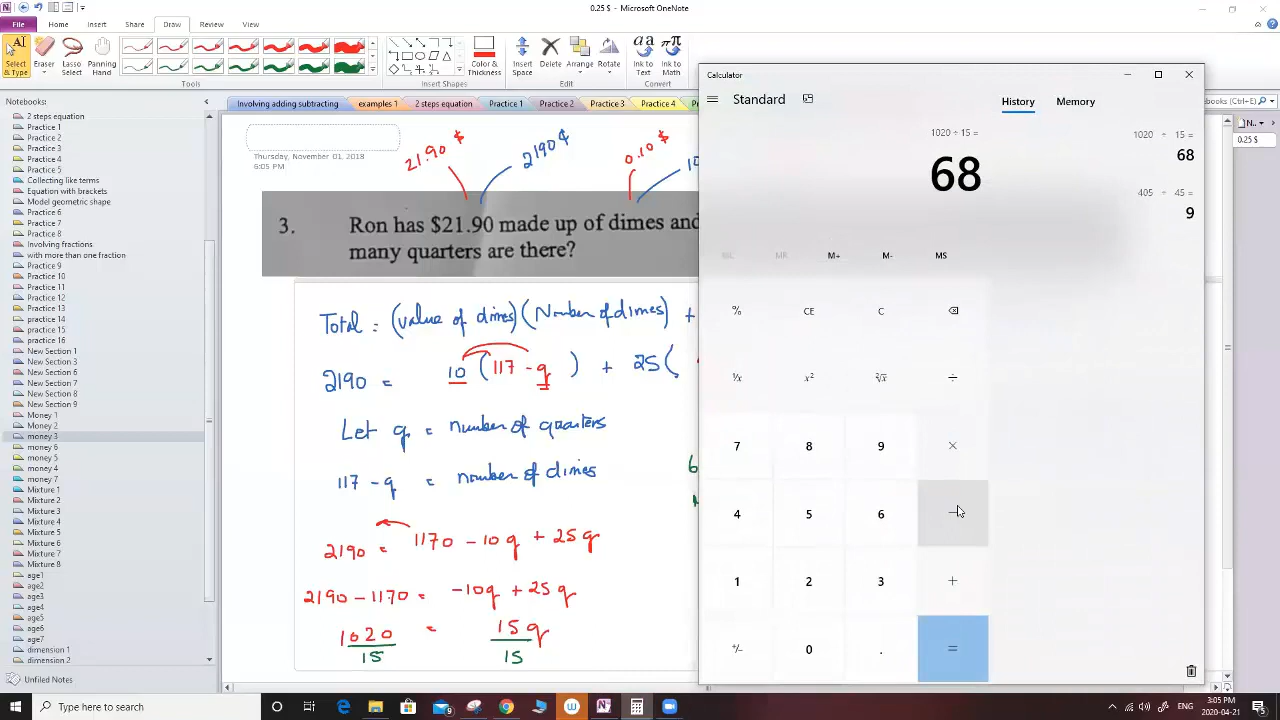 0.25 $ - Microsoft OneNote
File Home Insert Share Draw Review View
Select & Type Eraser Lasso Select Panning Hand Color & Thickness Insert Space Delete Arrange Rotate Ink to Text Ink to Math
Tools Insert Shapes Edit Convert
Notebooks:
Involving adding subtracting examples 1 2 steps equation Practice 1 Practice 2 Practice 3 Practice 4
books (Ctrl+E)
N...
0.25 $
2 steps equation
Practice 1
Practice 2
Practice 3
Practice 4
Practice 5
Collecting like terms
Equation with brackets
Model geometric shape
Practice 6
Practice 7
Practice 8
Involving fractions
with more than one fraction
Practice 9
Practice 10
Practice 11
Practice 12
Practice 13
Practice 14
practice 15
practice 16
New Section 1
New Section 3
New Section 6
New Section 7
New Section 8
New Section 9
Money 1
Money 2
money 3
money 6
money 5
money 4
money 7
Mixture 1
Mixture 2
Mixture 3
Mixture 4
Mixture 5
Mixture 6
Mixture 7
Mixture 8
age1
age2
age3
age4
age5
age6
age7
dimension 1
dimension 2
Unfiled Notes
Thursday, November 01, 2018
6:05 PM
21.90 $ 2190 ¢ 0.10 $ 10
3. Ron has $21.90 made up of dimes and
many quarters are there?
Total = (value of dimes)(Number of dimes) +
2190 = 10 (117 - q) + 25 (
Let q = number of quarters
117 - q = number of dimes
2190 = 1170 - 10q + 25q
2190 - 1170 = -10q + 25q
1020 = 15q
15 15
Calculator
Standard
History Memory
1020 ÷ 15 =
68
1020 ÷ 15 =
68
405 ÷ 45 =
9
MC MR M+ M- MS
% CE C
¹/x x² ²√x ÷
7 8 9 ×
4 5 6 −
1 2 3 +
+/- 0 . =
Type here to search
ENG
3:05 PM
2020-04-21